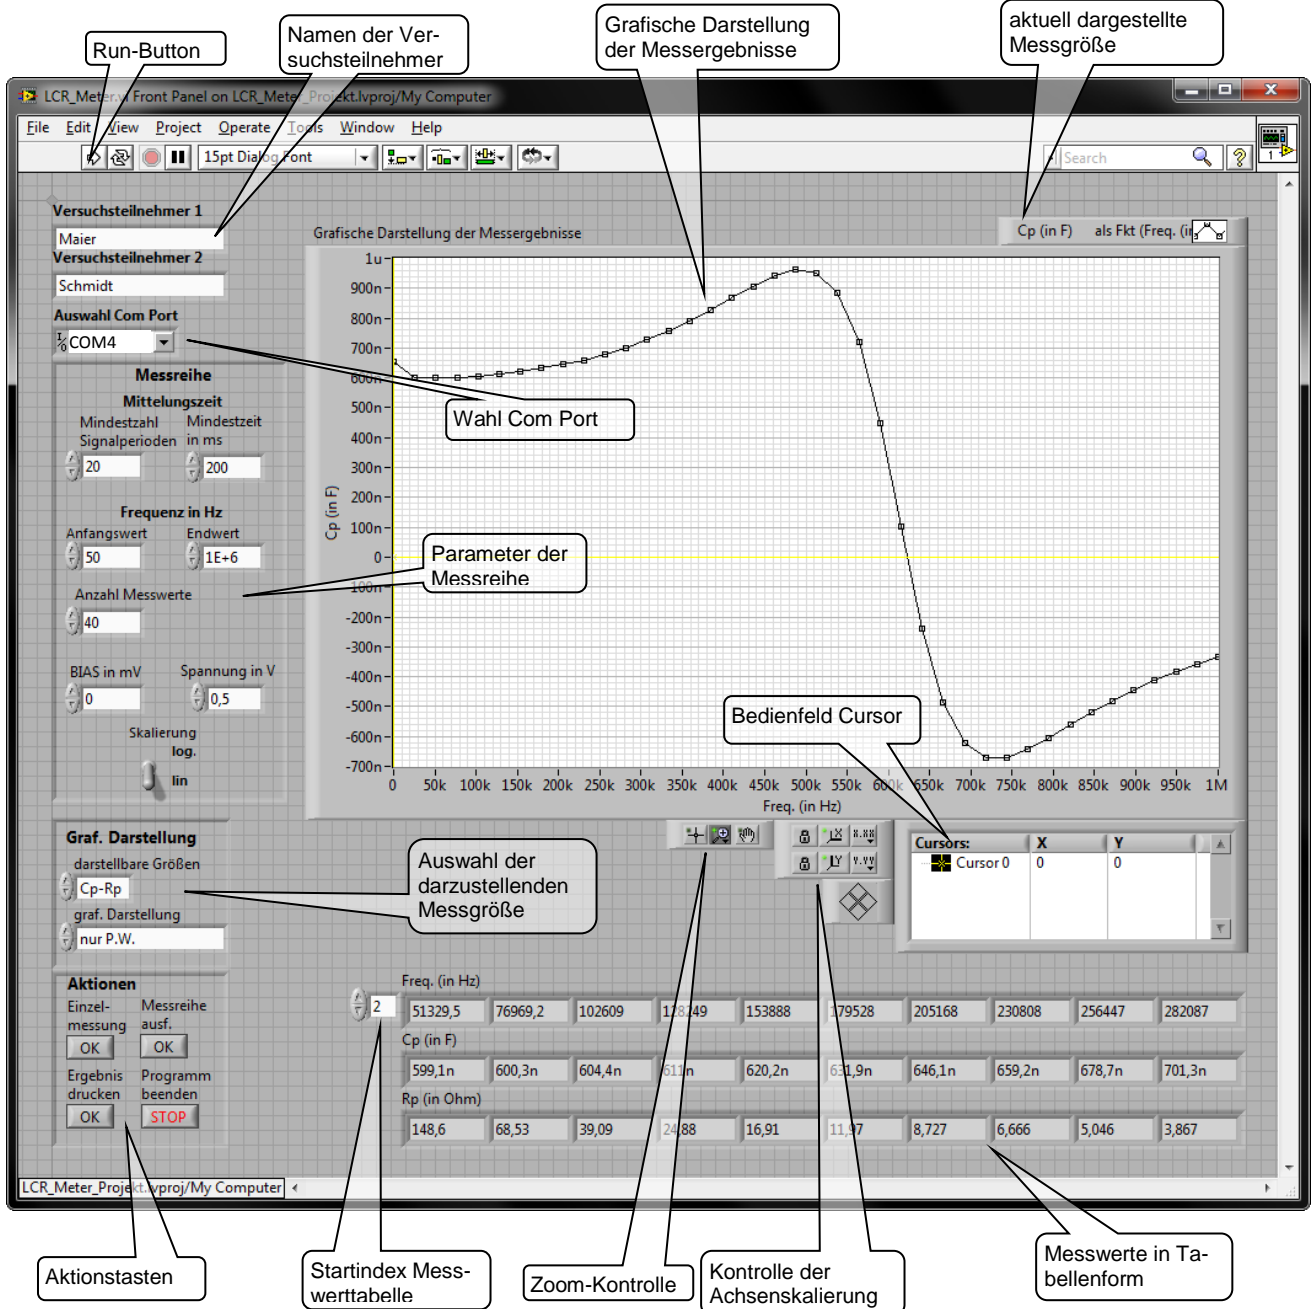 Run-Button
Namen der Ver-
suchsteilnehmer
Grafische Darstellung
der Messergebnisse
aktuell dargestellte
Messgröße
LCR_Meter.vi Front Panel on LCR_Meter_Projekt.lvproj/My Computer
File Edit View Project Operate Tools Window Help
15pt Dialog Font
Search
1
Versuchsteilnehmer 1
Maier
Versuchsteilnehmer 2
Schmidt
Auswahl Com Port
COM4
Grafische Darstellung der Messergebnisse
Cp (in F) als Fkt (Freq. (in
Messreihe
Mittelungszeit
Mindestzahl
Signalperioden
Mindestzeit
in ms
20
200
Frequenz in Hz
Anfangswert
Endwert
50
1E+6
Anzahl Messwerte
40
BIAS in mV
Spannung in V
0
0,5
Skalierung
log.
lin
Cp (in F)
1u
900n
800n
700n
600n
500n
400n
300n
200n
100n
0
-100n
-200n
-300n
-400n
-500n
-600n
-700n
0 50k 100k 150k 200k 250k 300k 350k 400k 450k 500k 550k 600k 650k 700k 750k 800k 850k 900k 950k 1M
Freq. (in Hz)
Wahl Com Port
Parameter der
Messreihe
Bedienfeld Cursor
Graf. Darstellung
darstellbare Größen
Cp-Rp
graf. Darstellung
nur P.W.
Auswahl der
darzustellenden
Messgröße
X X.XX
Y Y.YY
Cursors: X Y
Cursor 0 0 0
Aktionen
Einzel-
messung
OK
Messreihe
ausf.
OK
Ergebnis
drucken
OK
Programm
beenden
STOP
Freq. (in Hz)
2 51329,5 76969,2 102609 128249 153888 179528 205168 230808 256447 282087
Cp (in F)
599,1n 600,3n 604,4n 611n 620,2n 631,9n 646,1n 659,2n 678,7n 701,3n
Rp (in Ohm)
148,6 68,53 39,09 24,88 16,91 11,97 8,727 6,666 5,046 3,867
LCR_Meter_Projekt.lvproj/My Computer
Aktionstasten
Startindex Mess-
werttabelle
Zoom-Kontrolle
Kontrolle der
Achsenskalierung
Messwerte in Ta-
bellenform